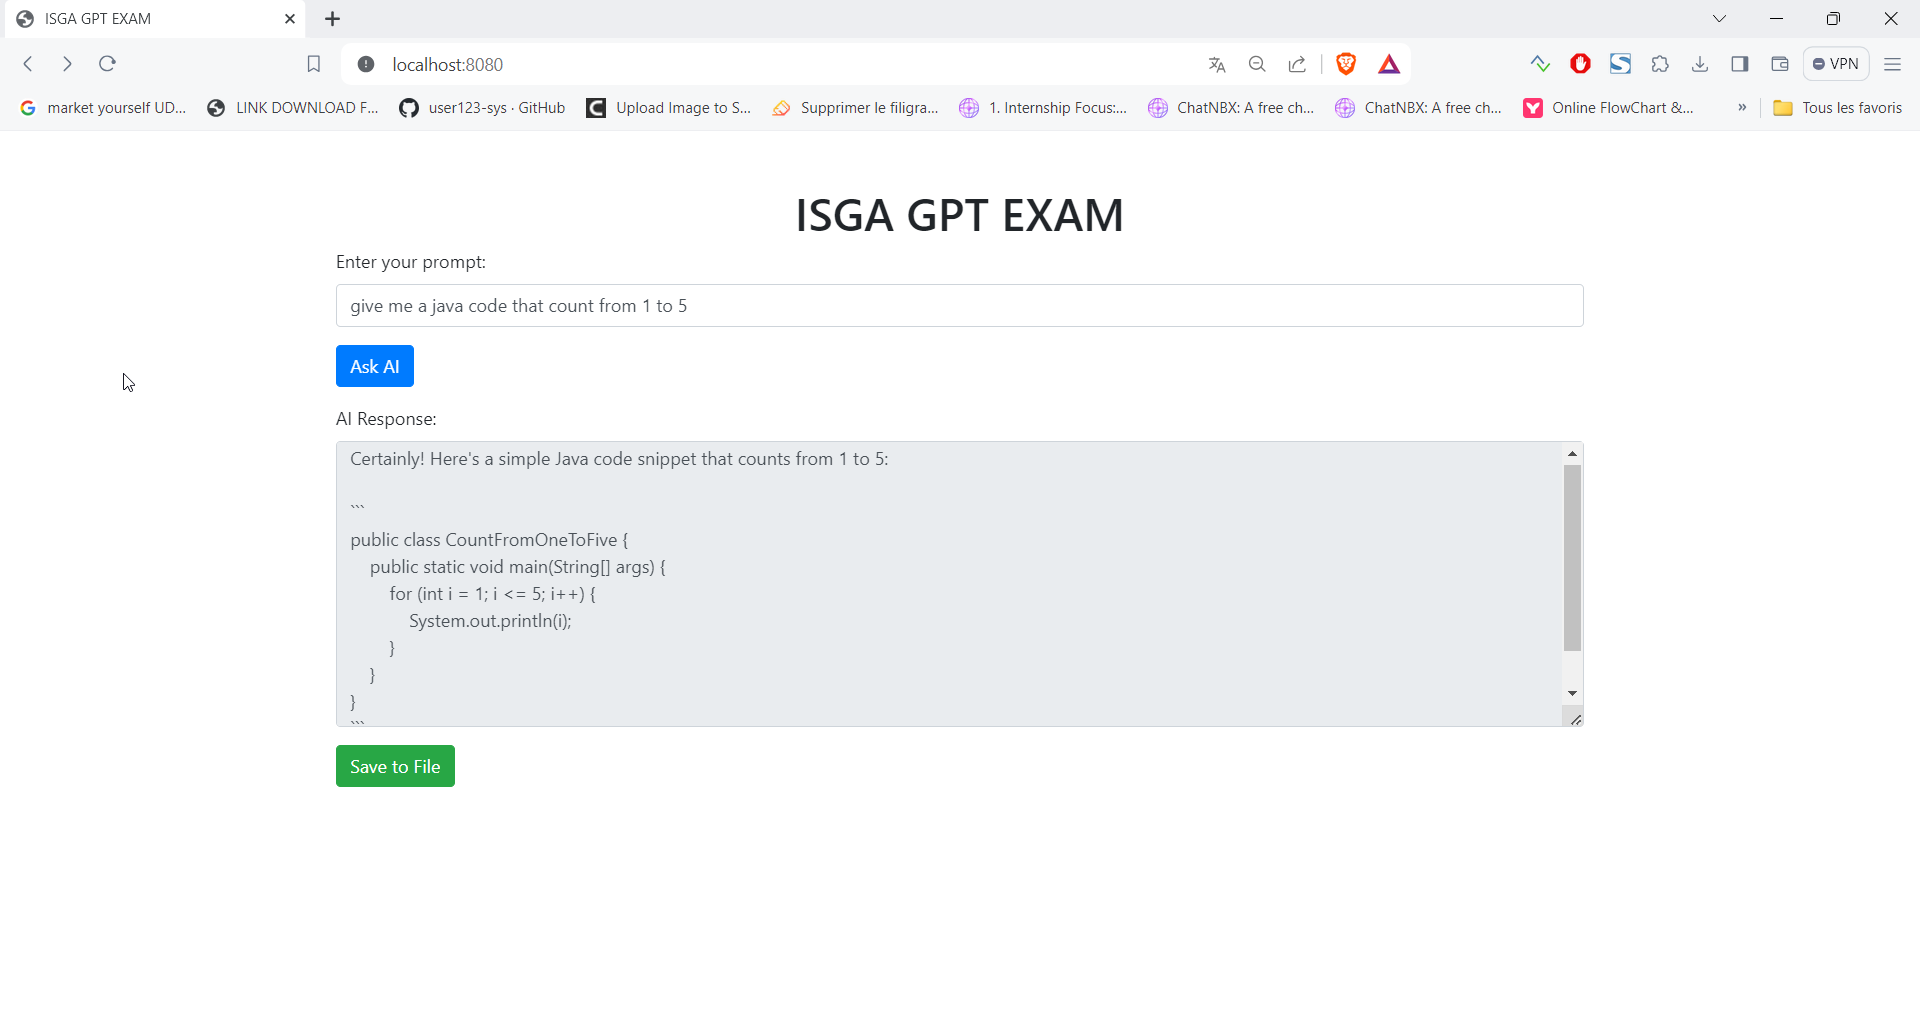 ISGA GPT EXAM
localhost:8080
VPN
market yourself UD...
LINK DOWNLOAD F...
user123-sys · GitHub
Upload Image to S...
Supprimer le filigra...
1. Internship Focus:...
ChatNBX: A free ch...
ChatNBX: A free ch...
Online FlowChart &...
»
Tous les favoris
ISGA GPT EXAM
Enter your prompt:
give me a java code that count from 1 to 5
Ask AI
AI Response:
Certainly! Here's a simple Java code snippet that counts from 1 to 5:
```
public class CountFromOneToFive {
public static void main(String[] args) {
for (int i = 1; i <= 5; i++) {
System.out.println(i);
}
}
}
```
Save to File